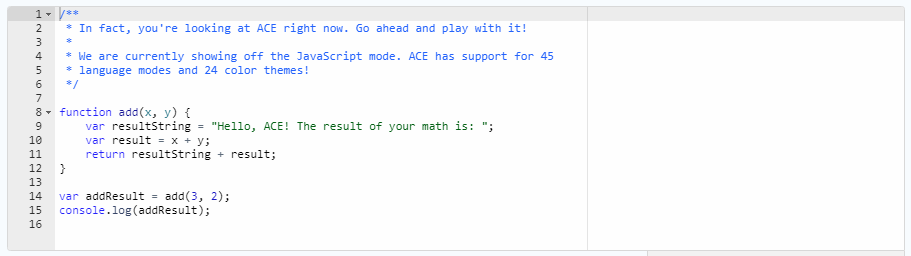 1 /**
2  * In fact, you're looking at ACE right now. Go ahead and play with it!
3  *
4  * We are currently showing off the JavaScript mode. ACE has support for 45
5  * language modes and 24 color themes!
6  */
7
8 function add(x, y) {
9     var resultString = "Hello, ACE! The result of your math is: ";
10     var result = x + y;
11     return resultString + result;
12 }
13
14 var addResult = add(3, 2);
15 console.log(addResult);
16